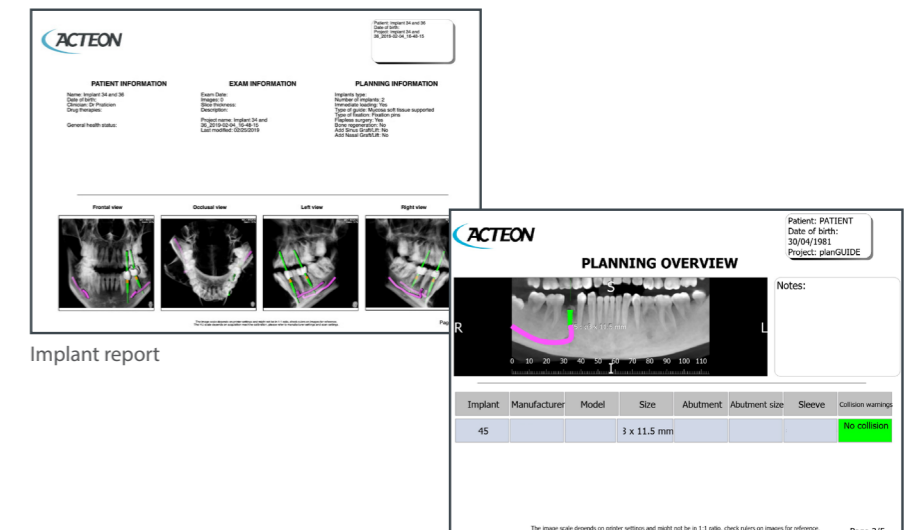 ACTEON
Patient: Implant 34 and 36
Date of birth:
Project: Implant 34 and
36_2019-02-04_16-48-15
PATIENT INFORMATION
Name: Implant 34 and 36
Date of birth:
Clinician: Dr Proticien
Drug therapies:
General health status:
EXAM INFORMATION
Exam Date:
Images: 0
Slice thickness:
Description:
Project name: Implant 34 and
36_2019-02-04_16-48-15
Last modified: 02/25/2019
PLANNING INFORMATION
Implants type:
Number of implants: 2
Immediate loading: Yes
Type of guide: Mucosa soft tissue supported
Type of fixation: Fixation pins
Flapless surgery: Yes
Bone regeneration: No
Add Sinus Graft/Lift: No
Add Nasal Graft/Lift: No
Frontal view
Occlusal view
Left view
Right view
Implant report
ACTEON
Patient: PATIENT
Date of birth:
30/04/1981
Project: planGUIDE
PLANNING OVERVIEW
Notes:
S
R
L
0 10 20 30 40 50 60 70 80 90 100 110
I
Implant Manufacturer Model Size Abutment Abutment size Sleeve Collision warnings
45 3 x 11.5 mm No collision
The image scale depends on printer settings and might not be in 1:1 ratio, check rulers on images for reference